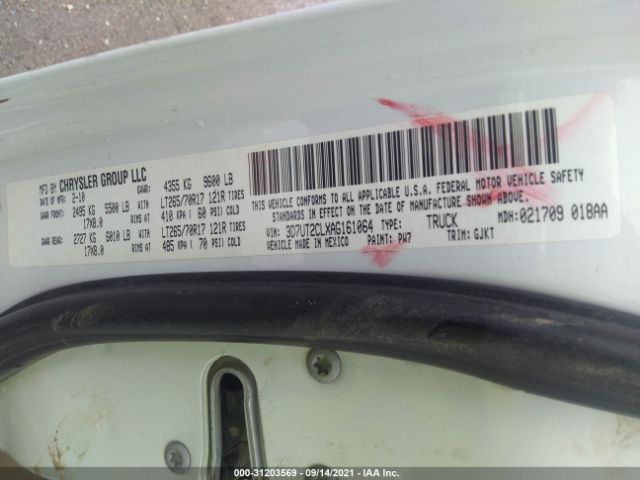 MFD BY CHRYSLER GROUP LLC
DATE OF MFR: 2-10 GVWR: 4355 KG 9600 LB
GAWR FRONT: 2495 KG 5500 LB WITH LT265/70R17 121R TIRES
17X8.0 RIMS AT 410 KPA ( 60 PSI) COLD
GAWR REAR: 2727 KG 6010 LB WITH LT265/70R17 121R TIRES
17X8.0 RIMS AT 485 KPA ( 70 PSI) COLD
THIS VEHICLE CONFORMS TO ALL APPLICABLE U.S.A. FEDERAL MOTOR VEHICLE SAFETY
STANDARDS IN EFFECT ON THE DATE OF MANUFACTURE SHOWN ABOVE.
VIN: 3D7UT2CLXAG161064 TYPE: TRUCK MDH: 021709 018AA
VEHICLE MADE IN MEXICO PAINT: PW7 TRIM: GJKT
000-31203569 - 09/14/2021 - IAA Inc.